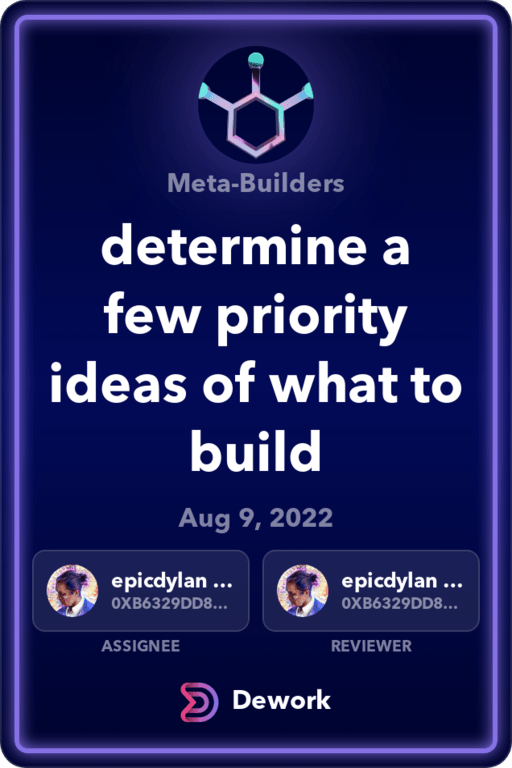 Meta-Builders
determine a
few priority
ideas of what to
build
Aug 9, 2022
epicdylan ...
0XB6329DD8...
ASSIGNEE
epicdylan ...
0XB6329DD8...
REVIEWER
Dework